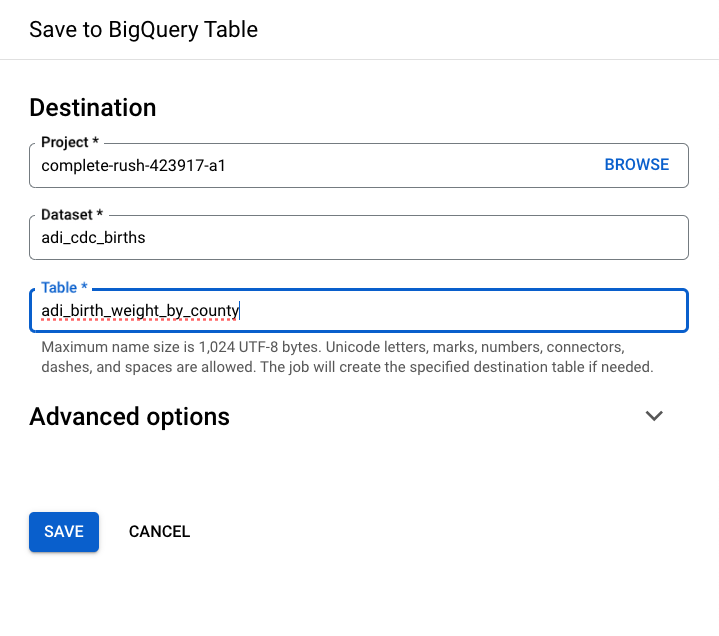 Save to BigQuery Table
Destination
Project *
complete-rush-423917-a1
BROWSE
Dataset *
adi_cdc_births
Table *
adi_birth_weight_by_county
Maximum name size is 1,024 UTF-8 bytes. Unicode letters, marks, numbers, connectors,
dashes, and spaces are allowed. The job will create the specified destination table if needed.
Advanced options
SAVE
CANCEL